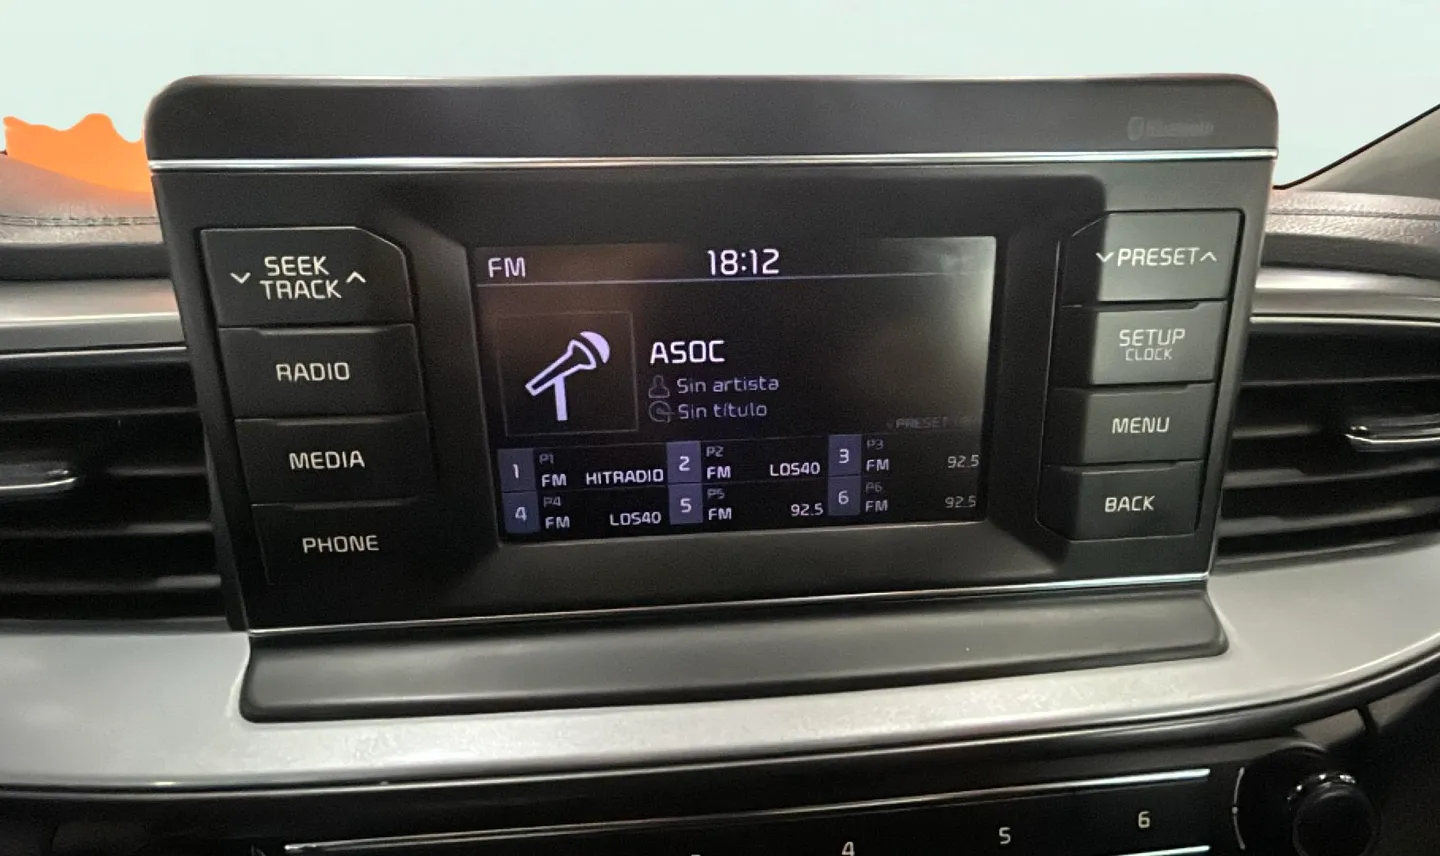 SEEK
TRACK
RADIO
MEDIA
PHONE
FM 18:12
ASOC
Sin artista
Sin título
1 P1 FM HITRADIO
2 P2 FM LOS40
3 P3 FM 92.5
4 P4 FM LOS40
5 P5 FM 92.5
6 P6 FM 92.5
PRESET
SETUP
CLOCK
MENU
BACK
4 5 6